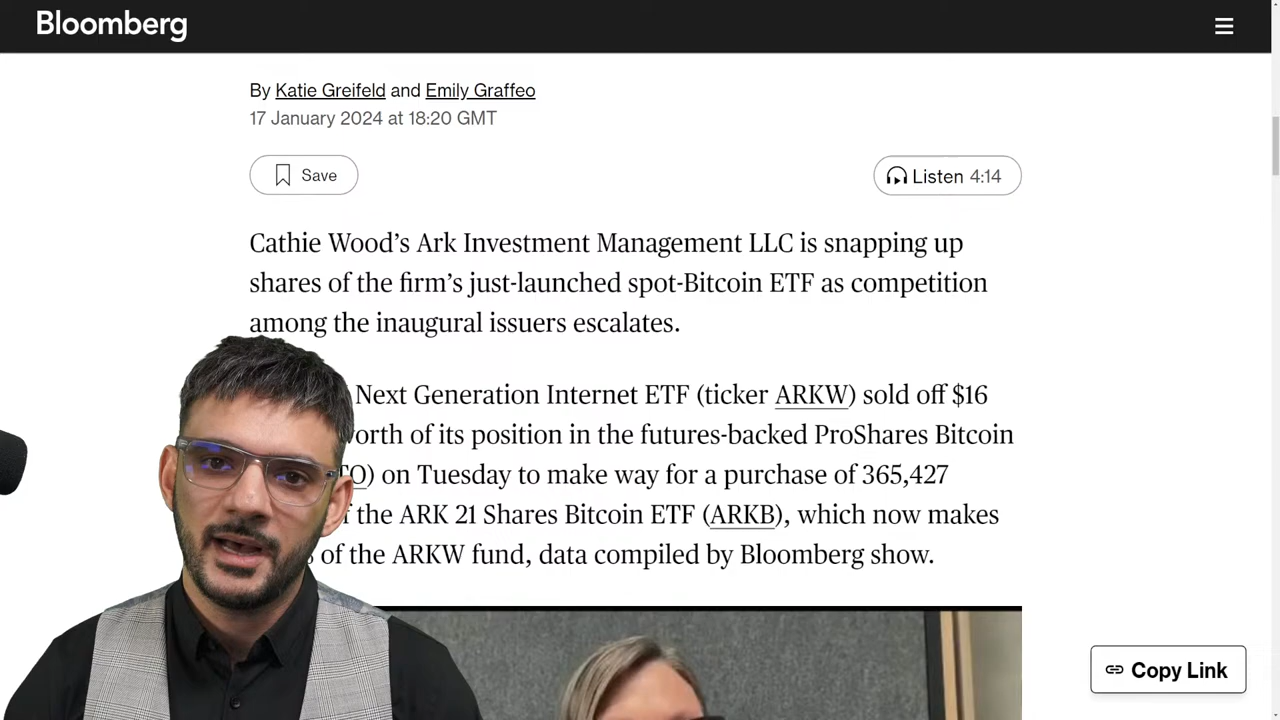 Bloomberg
By Katie Greifeld and Emily Graffeo
17 January 2024 at 18:20 GMT
Save
Listen 4:14
Cathie Wood’s Ark Investment Management LLC is snapping up
shares of the firm’s just-launched spot-Bitcoin ETF as competition
among the inaugural issuers escalates.
Next Generation Internet ETF (ticker ARKW) sold off $16
of its position in the futures-backed ProShares Bitcoin
on Tuesday to make way for a purchase of 365,427
the ARK 21 Shares Bitcoin ETF (ARKB), which now makes
of the ARKW fund, data compiled by Bloomberg show.
Copy Link